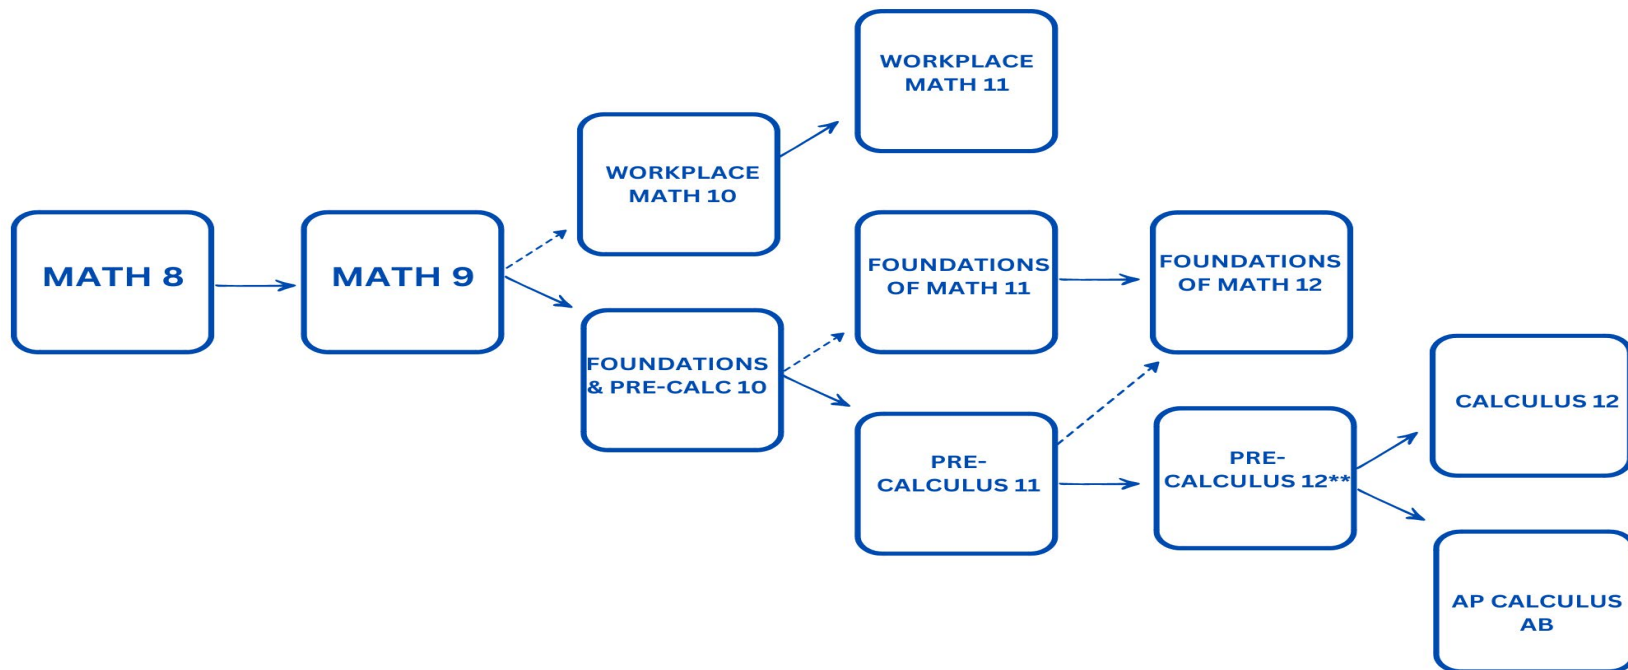 MATH 8
MATH 9
WORKPLACE
MATH 10
FOUNDATIONS
& PRE-CALC 10
WORKPLACE
MATH 11
FOUNDATIONS
OF MATH 11
PRE-
CALCULUS 11
FOUNDATIONS
OF MATH 12
PRE-
CALCULUS 12**
CALCULUS 12
AP CALCULUS
AB